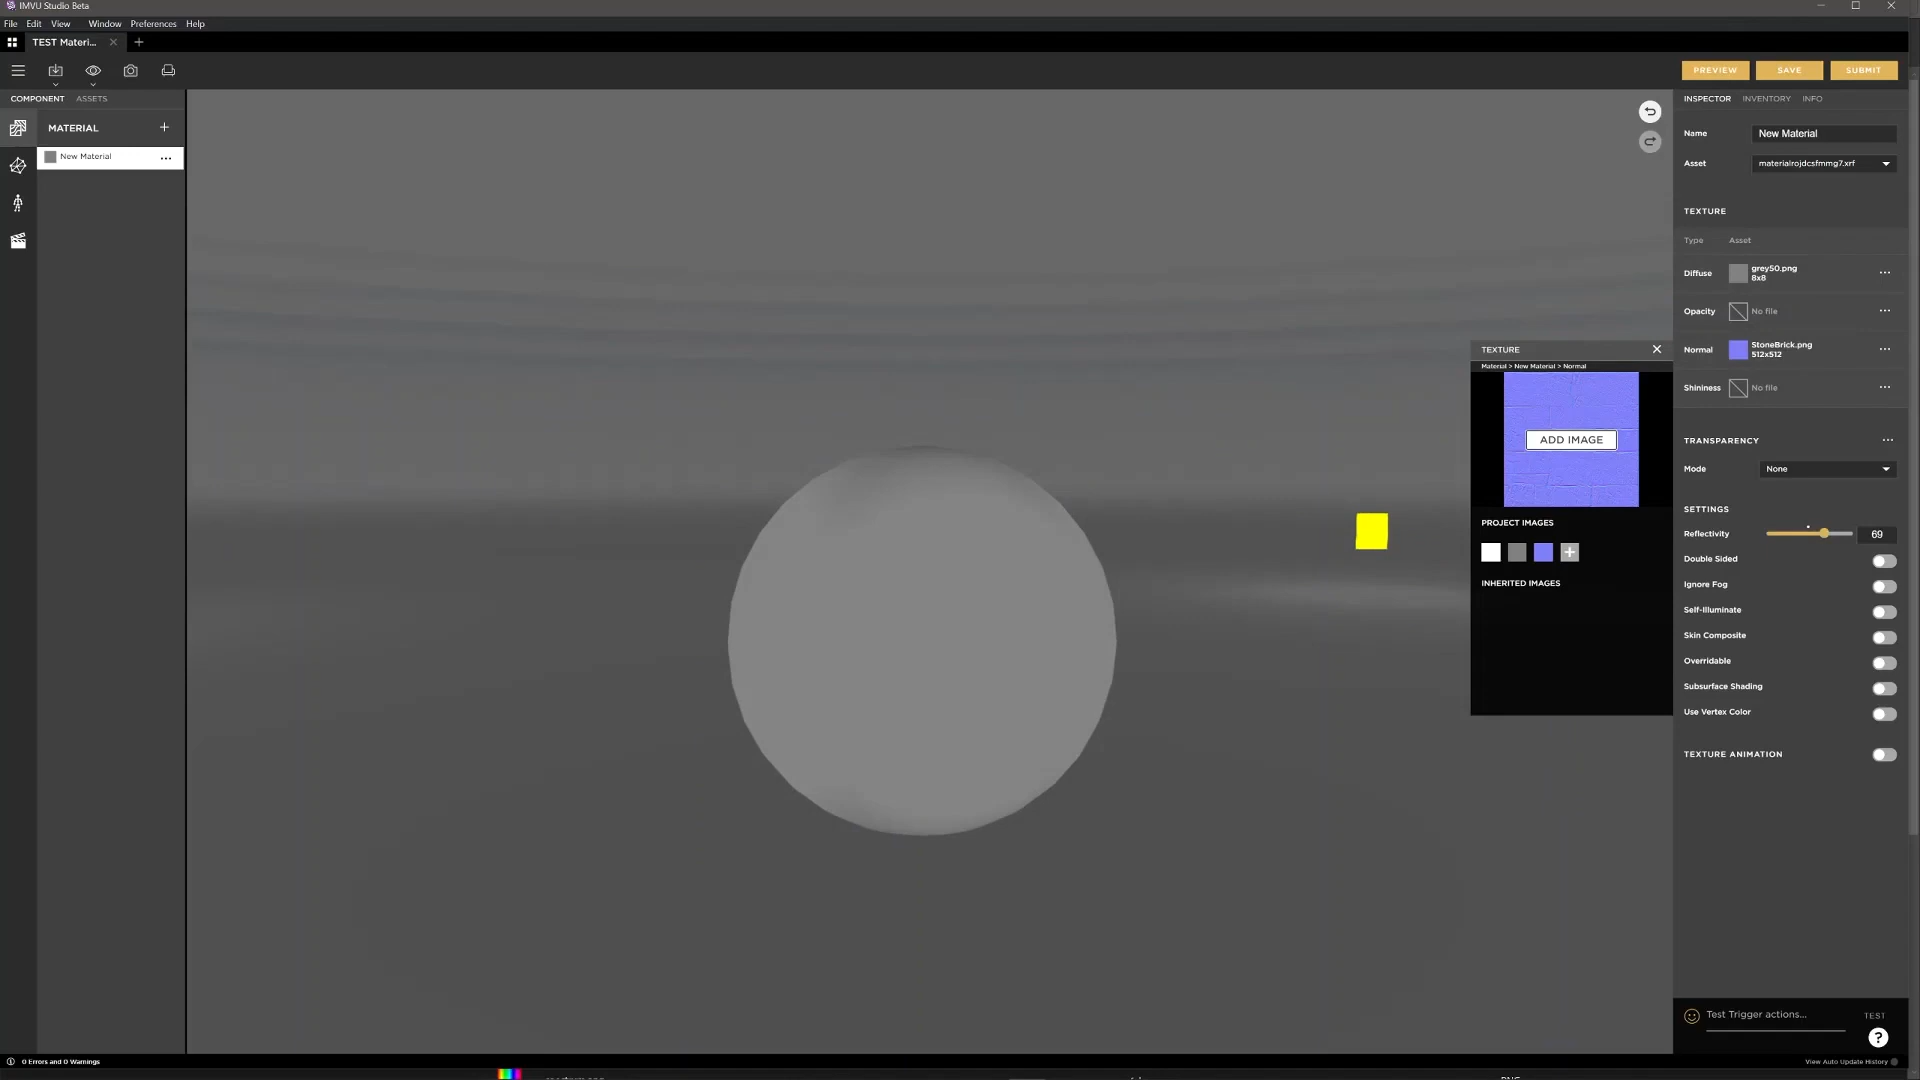 IMVU Studio Beta
File Edit View Window Preferences Help
TEST Materi...
PREVIEW SAVE SUBMIT
COMPONENT ASSETS
MATERIAL
New Material
INSPECTOR INVENTORY INFO
Name New Material
Asset materialrojdcsfmmg7.xrf
TEXTURE
Type Asset
Diffuse grey50.png
8x8
Opacity No file
Normal StoneBrick.png
512x512
Shininess No file
TEXTURE
Material > New Material > Normal
ADD IMAGE
PROJECT IMAGES
INHERITED IMAGES
TRANSPARENCY
Mode None
SETTINGS
Reflectivity 69
Double Sided
Ignore Fog
Self-Illuminate
Skin Composite
Overridable
Subsurface Shading
Use Vertex Color
TEXTURE ANIMATION
Test Trigger actions... TEST
?
0 Errors and 0 Warnings
View Auto Update History